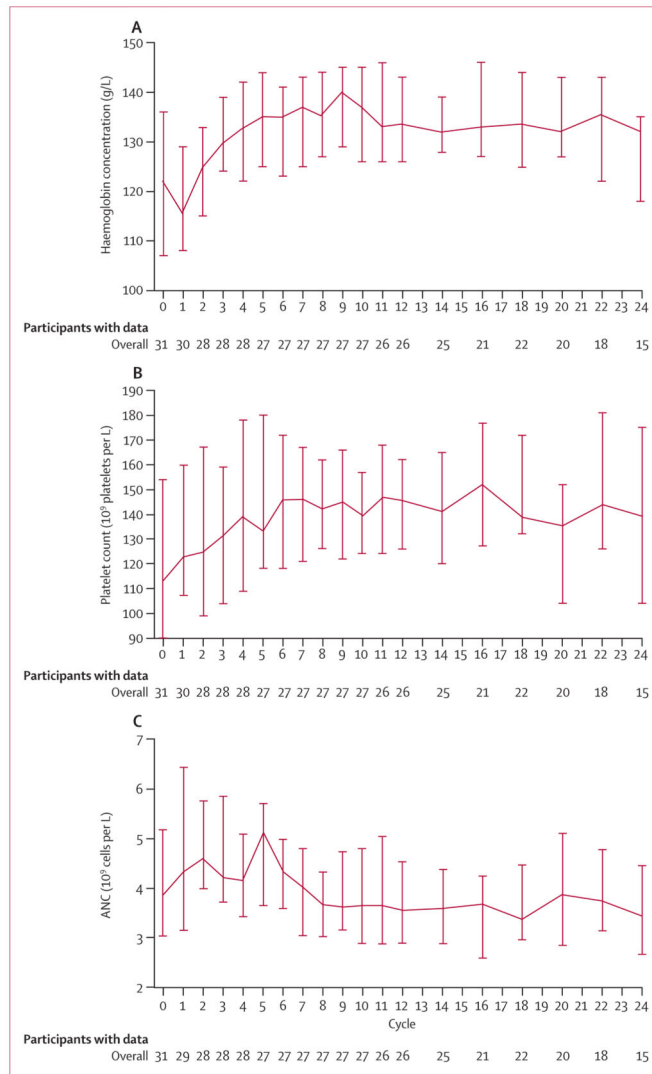 A
Haemoglobin concentration (g/L)
150
140
130
120
110
100
0 1 2 3 4 5 6 7 8 9 10 11 12 13 14 15 16 17 18 19 20 21 22 23 24
Participants with data
Overall 31 30 28 28 28 27 27 27 27 27 27 26 26 25 21 22 20 18 15
B
Platelet count (10⁹ platelets per L)
190
180
170
160
150
140
130
120
110
100
90
0 1 2 3 4 5 6 7 8 9 10 11 12 13 14 15 16 17 18 19 20 21 22 23 24
Participants with data
Overall 31 30 28 28 28 27 27 27 27 27 27 26 26 25 21 22 20 18 15
C
ANC (10⁹ cells per L)
7
6
5
4
3
2
0 1 2 3 4 5 6 7 8 9 10 11 12 13 14 15 16 17 18 19 20 21 22 23 24
Cycle
Participants with data
Overall 31 29 28 28 28 27 27 27 27 27 27 26 26 25 21 22 20 18 15